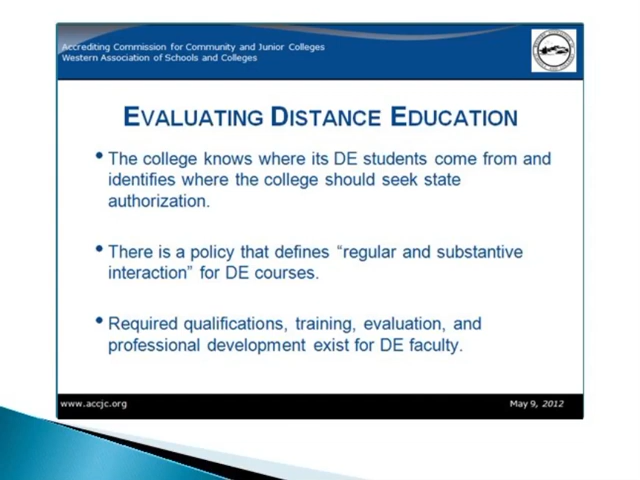 Accrediting Commission for Community and Junior Colleges
Western Association of Schools and Colleges
EVALUATING DISTANCE EDUCATION
• The college knows where its DE students come from and
identifies where the college should seek state
authorization.
• There is a policy that defines “regular and substantive
interaction” for DE courses.
• Required qualifications, training, evaluation, and
professional development exist for DE faculty.
www.accjc.org
May 9, 2012